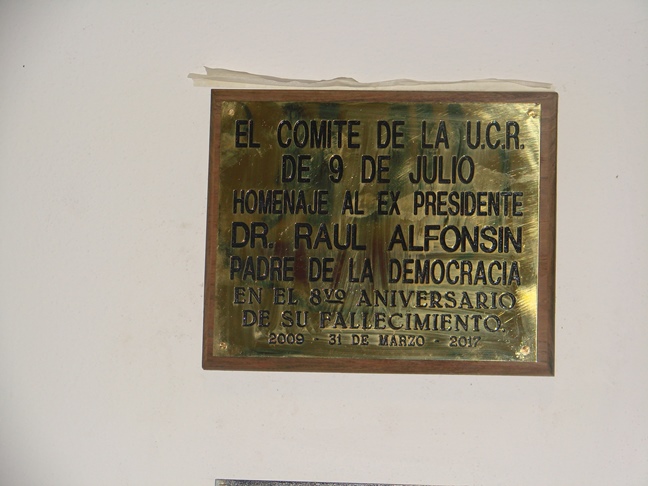 EL COMITE DE LA U.C.R.
DE 9 DE JULIO
HOMENAJE AL EX PRESIDENTE
DR. RAUL ALFONSIN
PADRE DE LA DEMOCRACIA
EN EL 8vo ANIVERSARIO
DE SU FALLECIMIENTO.
2009 - 31 DE MARZO - 2017